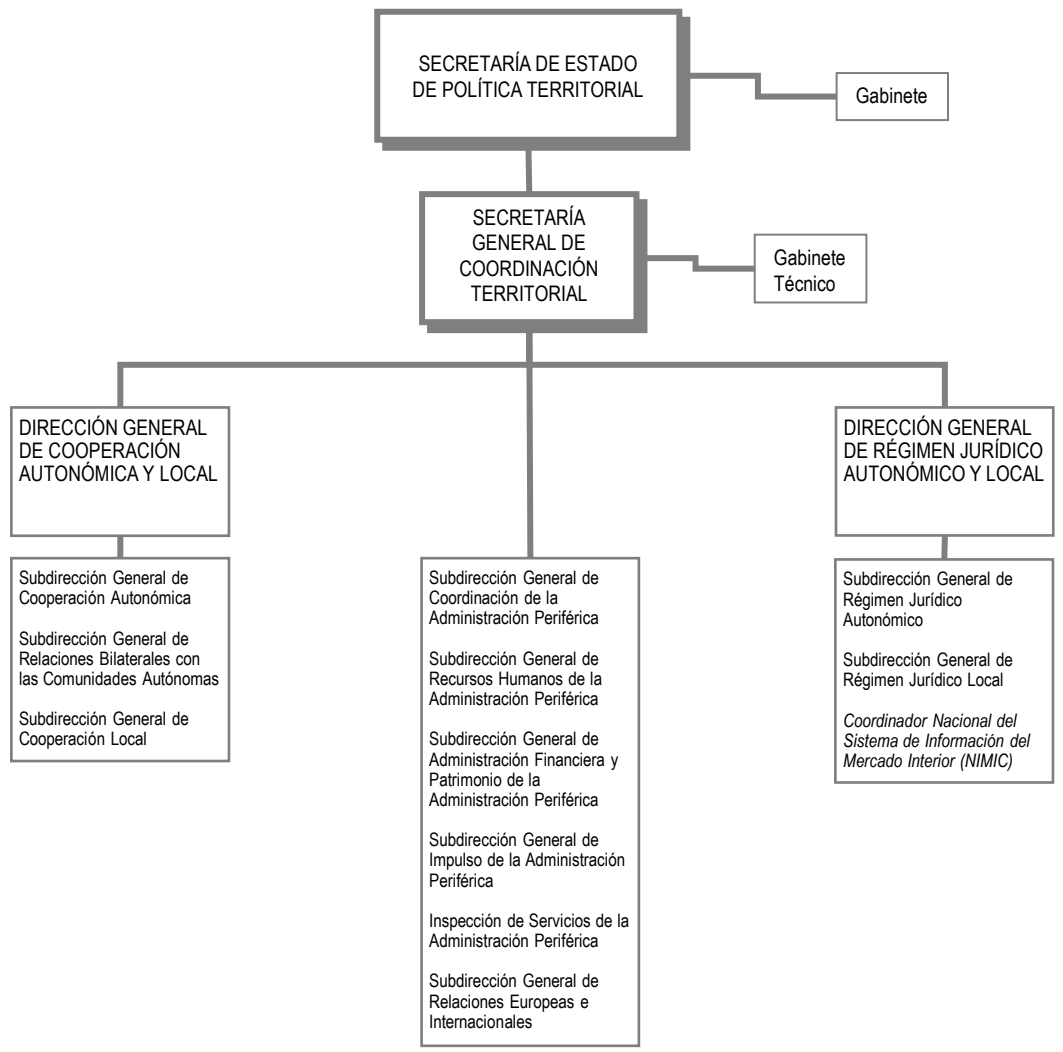 SECRETARÍA DE ESTADO
DE POLÍTICA TERRITORIAL
Gabinete
SECRETARÍA
GENERAL DE
COORDINACIÓN
TERRITORIAL
Gabinete
Técnico
DIRECCIÓN GENERAL
DE COOPERACIÓN
AUTONÓMICA Y LOCAL
Subdirección General de
Cooperación Autonómica
Subdirección General de
Relaciones Bilaterales con
las Comunidades Autónomas
Subdirección General de
Cooperación Local
Subdirección General de
Coordinación de la
Administración Periférica
Subdirección General de
Recursos Humanos de la
Administración Periférica
Subdirección General de
Administración Financiera y
Patrimonio de la
Administración Periférica
Subdirección General de
Impulso de la Administración
Periférica
Inspección de Servicios de la
Administración Periférica
Subdirección General de
Relaciones Europeas e
Internacionales
DIRECCIÓN GENERAL
DE RÉGIMEN JURÍDICO
AUTONÓMICO Y LOCAL
Subdirección General de
Régimen Jurídico
Autonómico
Subdirección General de
Régimen Jurídico Local
Coordinador Nacional del
Sistema de Información del
Mercado Interior (NIMIC)